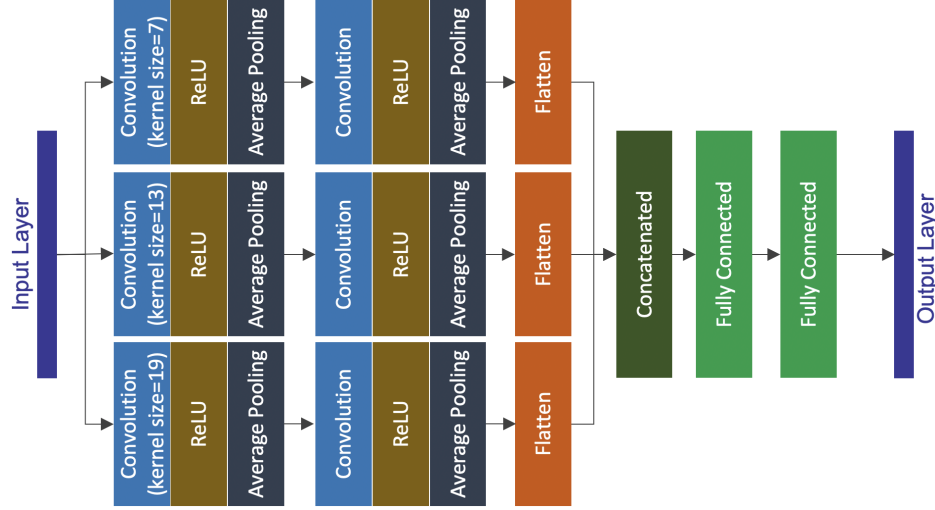 Input Layer
Convolution
(kernel size=7)
ReLU
Average Pooling
Convolution
ReLU
Average Pooling
Flatten
Convolution
(kernel size=13)
ReLU
Average Pooling
Convolution
ReLU
Average Pooling
Flatten
Convolution
(kernel size=19)
ReLU
Average Pooling
Convolution
ReLU
Average Pooling
Flatten
Concatenated
Fully Connected
Fully Connected
Output Layer